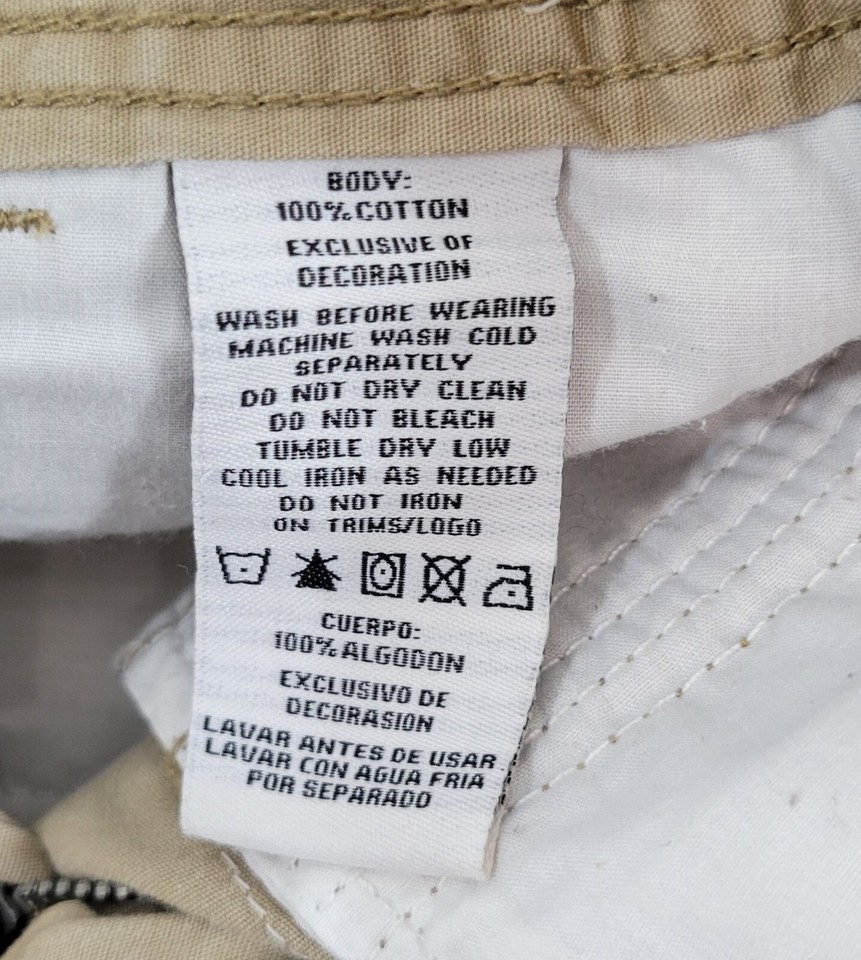 BODY:
100% COTTON
EXCLUSIVE OF
DECORATION
WASH BEFORE WEARING
MACHINE WASH COLD
SEPARATELY
DO NOT DRY CLEAN
DO NOT BLEACH
TUMBLE DRY LOW
COOL IRON AS NEEDED
DO NOT IRON
ON TRIMS/LOGO
CUERPO:
100% ALGODON
EXCLUSIVO DE
DECORASION
LAVAR ANTES DE USAR
LAVAR CON AGUA FRIA
POR SEPARADO